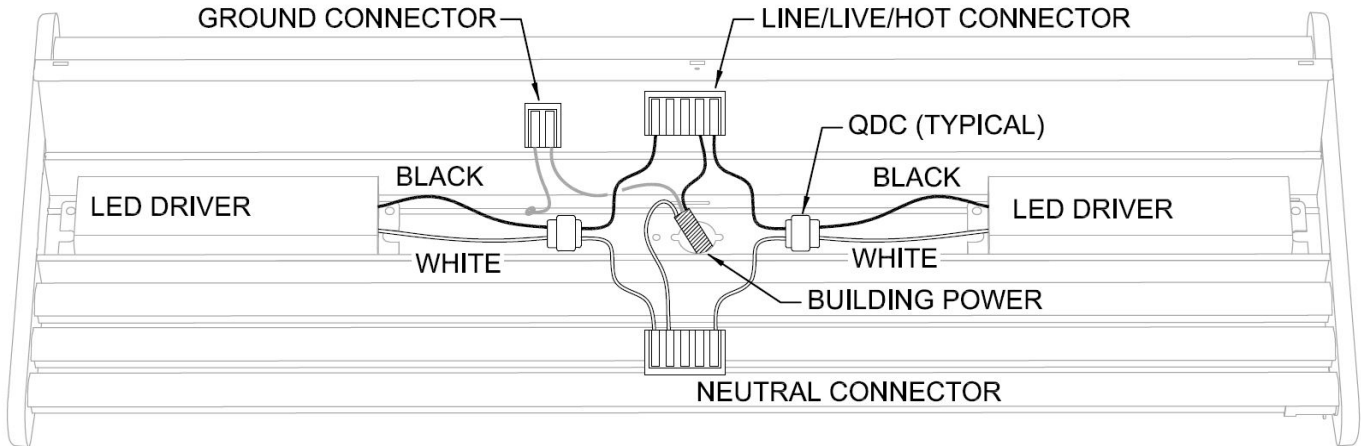 GROUND CONNECTOR
LINE/LIVE/HOT CONNECTOR
QDC (TYPICAL)
BLACK
BLACK
LED DRIVER
LED DRIVER
WHITE
WHITE
BUILDING POWER
NEUTRAL CONNECTOR